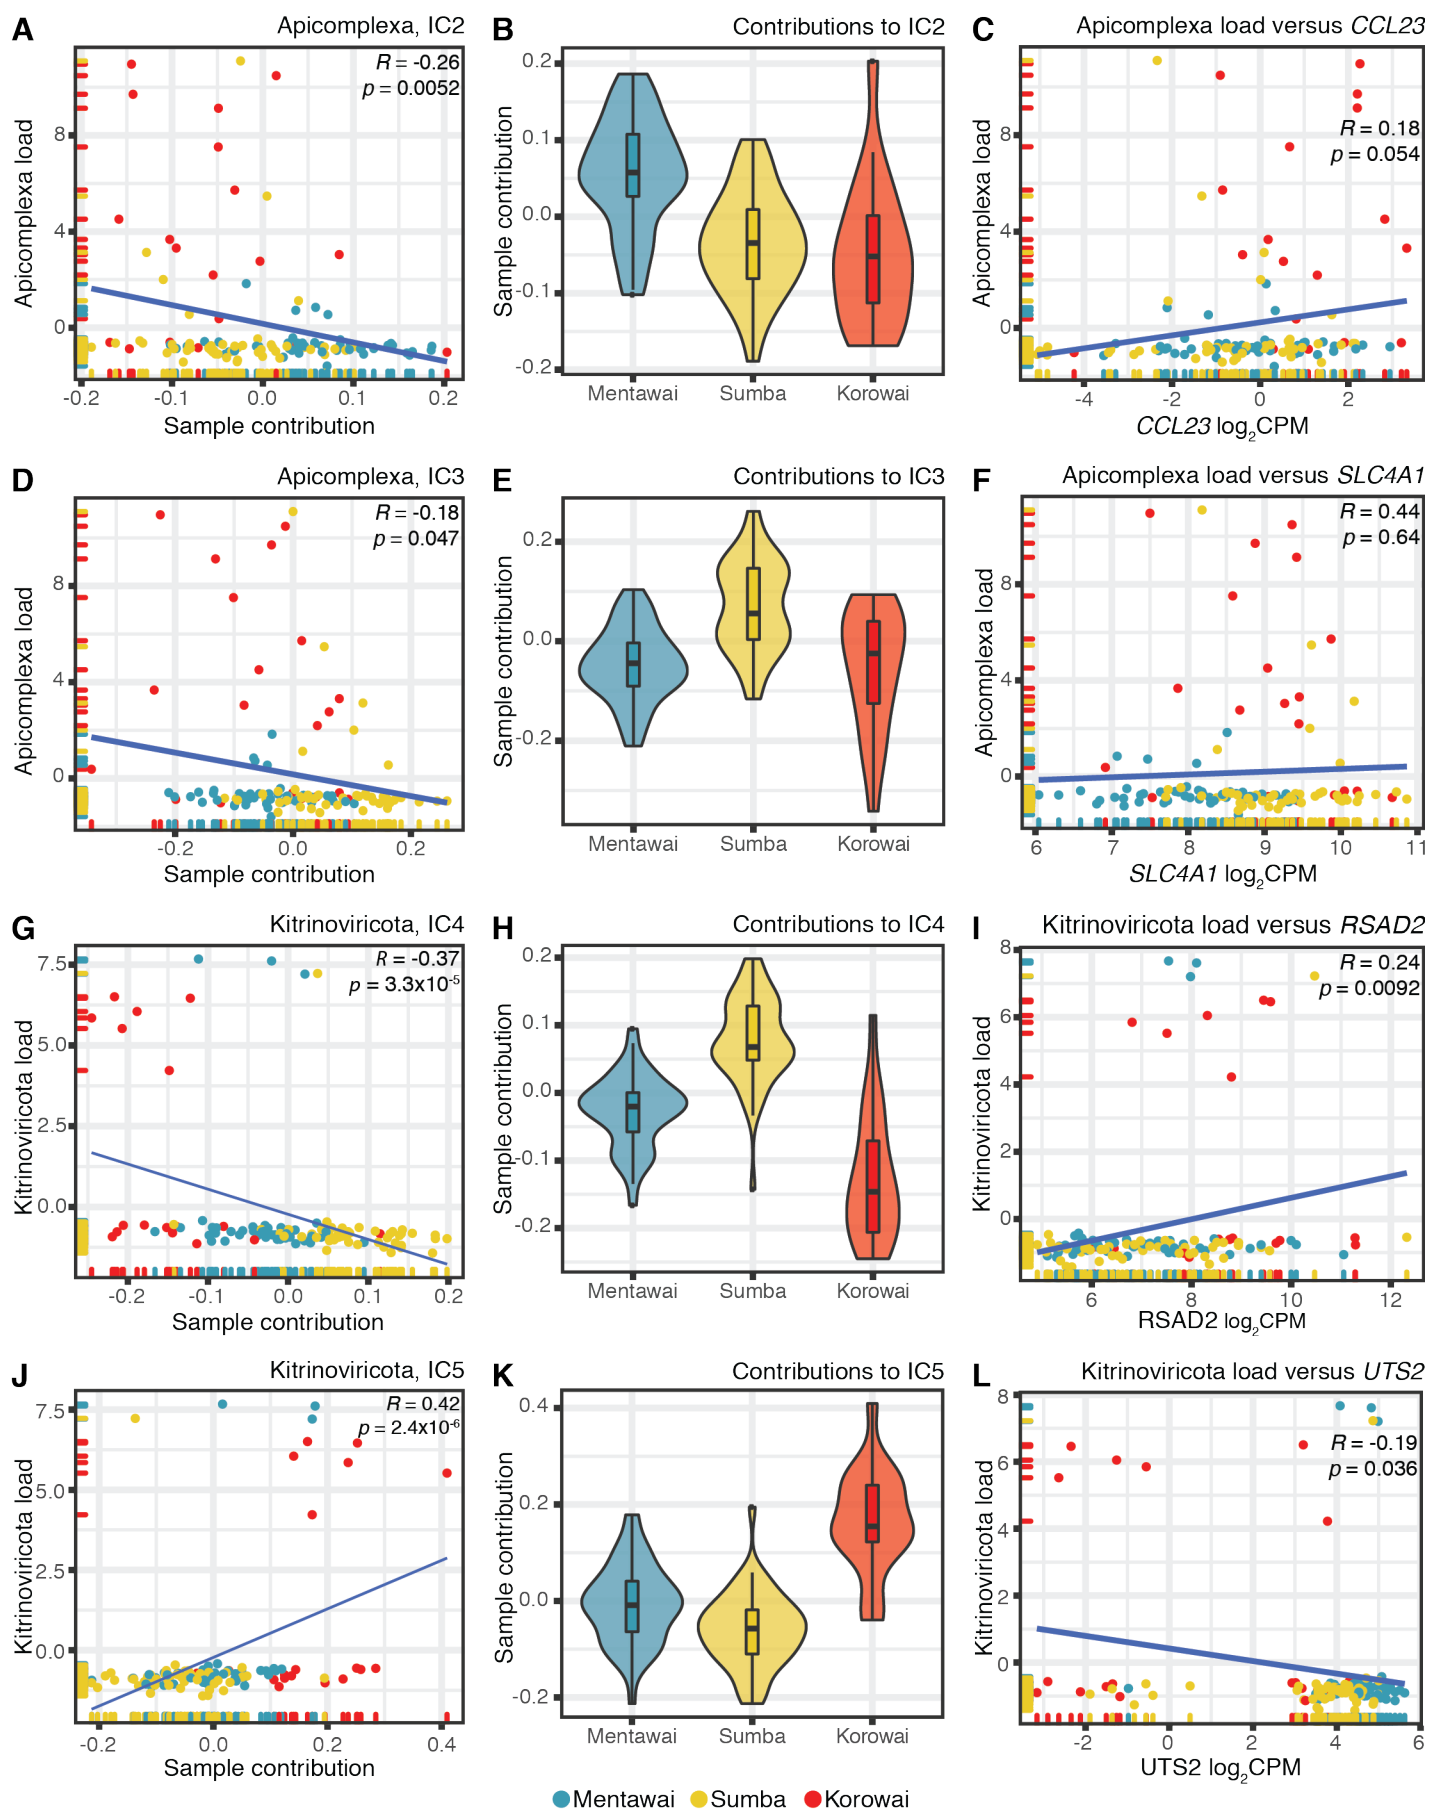 A Apicomplexa, IC2
R = -0.26
p = 0.0052
Apicomplexa load
8
4
0
-0.2 -0.1 0.0 0.1 0.2
Sample contribution
B Contributions to IC2
Sample contribution
0.2
0.1
0.0
-0.1
-0.2
Mentawai Sumba Korowai
C Apicomplexa load versus CCL23
R = 0.18
p = 0.054
Apicomplexa load
8
4
0
-4 -2 0 2
CCL23 log2CPM
D Apicomplexa, IC3
R = -0.18
p = 0.047
Apicomplexa load
8
4
0
-0.2 0.0 0.2
Sample contribution
E Contributions to IC3
Sample contribution
0.2
0.0
-0.2
Mentawai Sumba Korowai
F Apicomplexa load versus SLC4A1
R = 0.44
p = 0.64
Apicomplexa load
8
4
0
6 7 8 9 10 11
SLC4A1 log2CPM
G Kitrinoviricota, IC4
R = -0.37
p = 3.3x10-5
Kitrinoviricota load
7.5
5.0
2.5
0.0
-0.2 -0.1 0.0 0.1 0.2
Sample contribution
H Contributions to IC4
Sample contribution
0.2
0.1
0.0
-0.1
-0.2
Mentawai Sumba Korowai
I Kitrinoviricota load versus RSAD2
R = 0.24
p = 0.0092
Kitrinoviricota load
8
6
4
2
0
6 8 10 12
RSAD2 log2CPM
J Kitrinoviricota, IC5
R = 0.42
p = 2.4x10-6
Kitrinoviricota load
7.5
5.0
2.5
0.0
-0.2 0.0 0.2 0.4
Sample contribution
K Contributions to IC5
Sample contribution
0.4
0.2
0.0
-0.2
Mentawai Sumba Korowai
L Kitrinoviricota load versus UTS2
R = -0.19
p = 0.036
Kitrinoviricota load
8
6
4
2
0
-2 0 2 4 6
UTS2 log2CPM
Mentawai Sumba Korowai